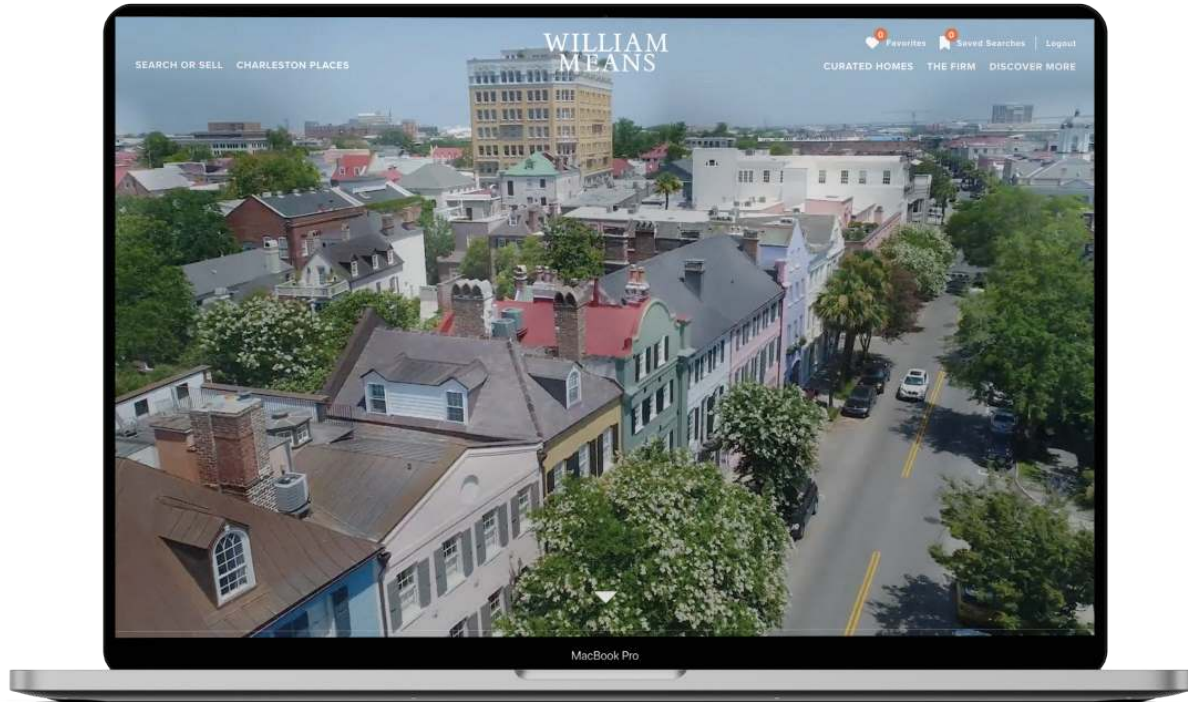 WILLIAM
MEANS
0 Favorites 0 Saved Searches Logout
SEARCH OR SELL CHARLESTON PLACES
CURATED HOMES THE FIRM DISCOVER MORE
MacBook Pro